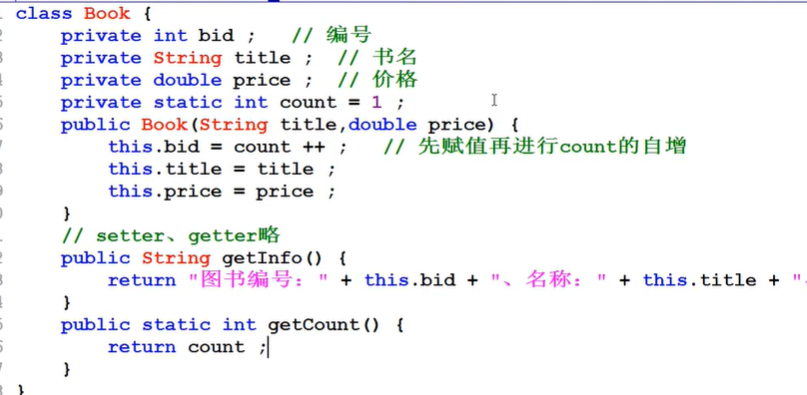 class Book {
private int bid ; // 编号
private String title ; // 书名
private double price ; // 价格
private static int count = 1 ;
public Book(String title,double price) {
this.bid = count ++ ; // 先赋值再进行count的自增
this.title = title ;
this.price = price ;
}
// setter、getter略
public String getInfo() {
return "图书编号：" + this.bid + "、名称：" + this.title + "
}
public static int getCount() {
return count ;
}
}